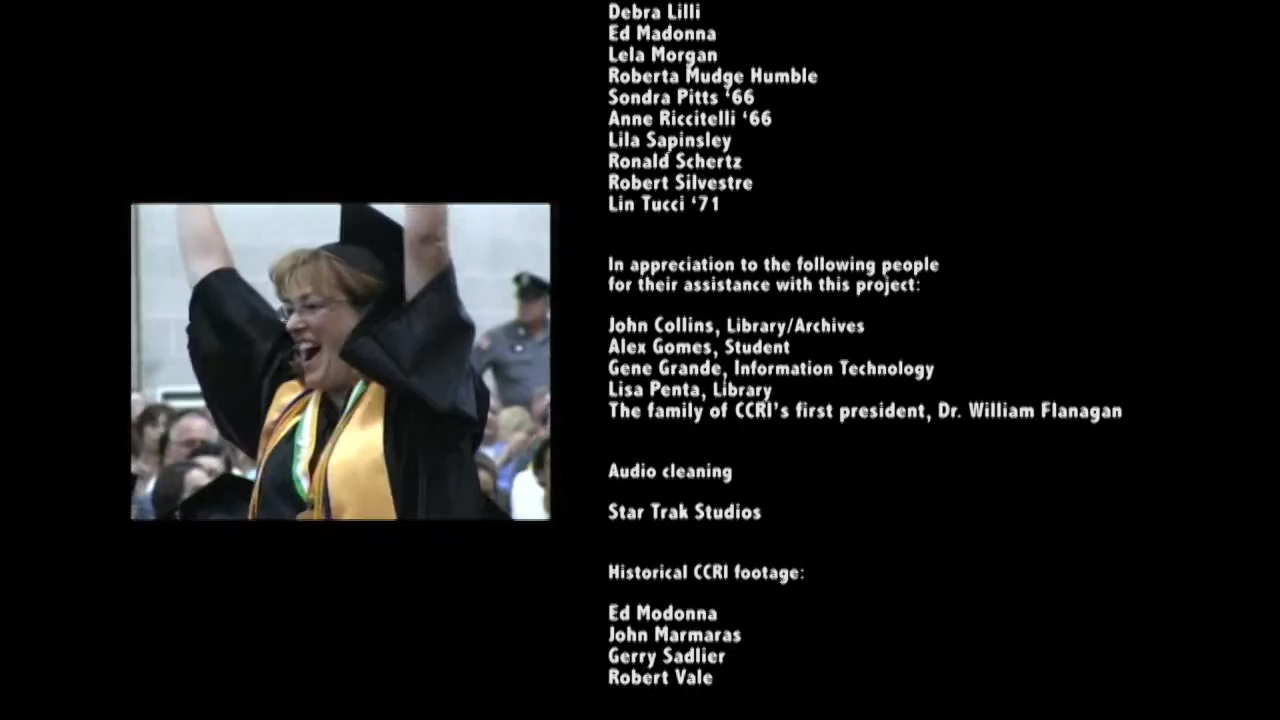 Debra Lilli
Ed Madonna
Lela Morgan
Roberta Mudge Humble
Sondra Pitts ‘66
Anne Riccitelli ‘66
Lila Sapinsley
Ronald Schertz
Robert Silvestre
Lin Tucci ‘71
In appreciation to the following people
for their assistance with this project:
John Collins, Library/Archives
Alex Gomes, Student
Gene Grande, Information Technology
Lisa Penta, Library
The family of CCRI's first president, Dr. William Flanagan
Audio cleaning
Star Trak Studios
Historical CCRI footage:
Ed Modonna
John Marmaras
Gerry Sadlier
Robert Vale